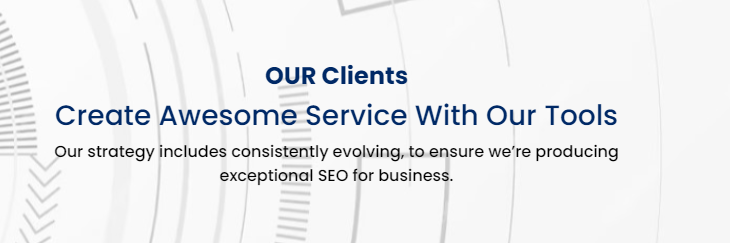 OUR Clients
Create Awesome Service With Our Tools
Our strategy includes consistently evolving, to ensure we’re producing
exceptional SEO for business.